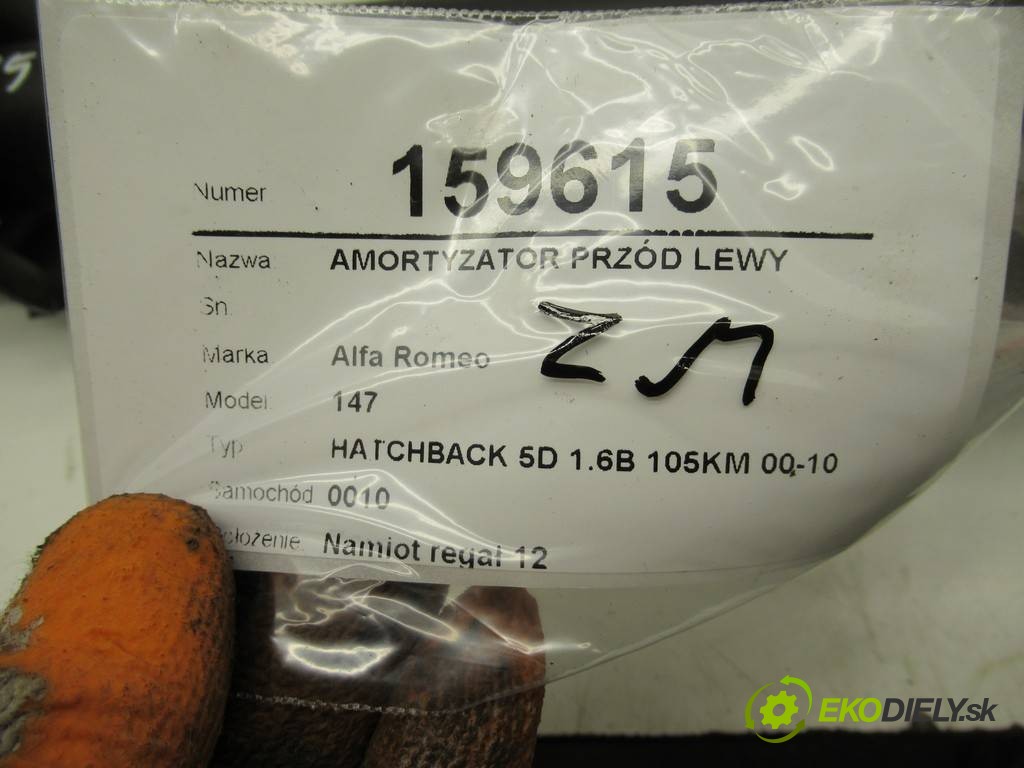 Numer 159615
Nazwa AMORTYZATOR PRZÓD LEWY
Sn
Marka Alfa Romeo
Model 147
Typ HATCHBACK 5D 1.6B 105KM 00-10
Samochód 0010
Namiot regał 12
EKODIELY.sk